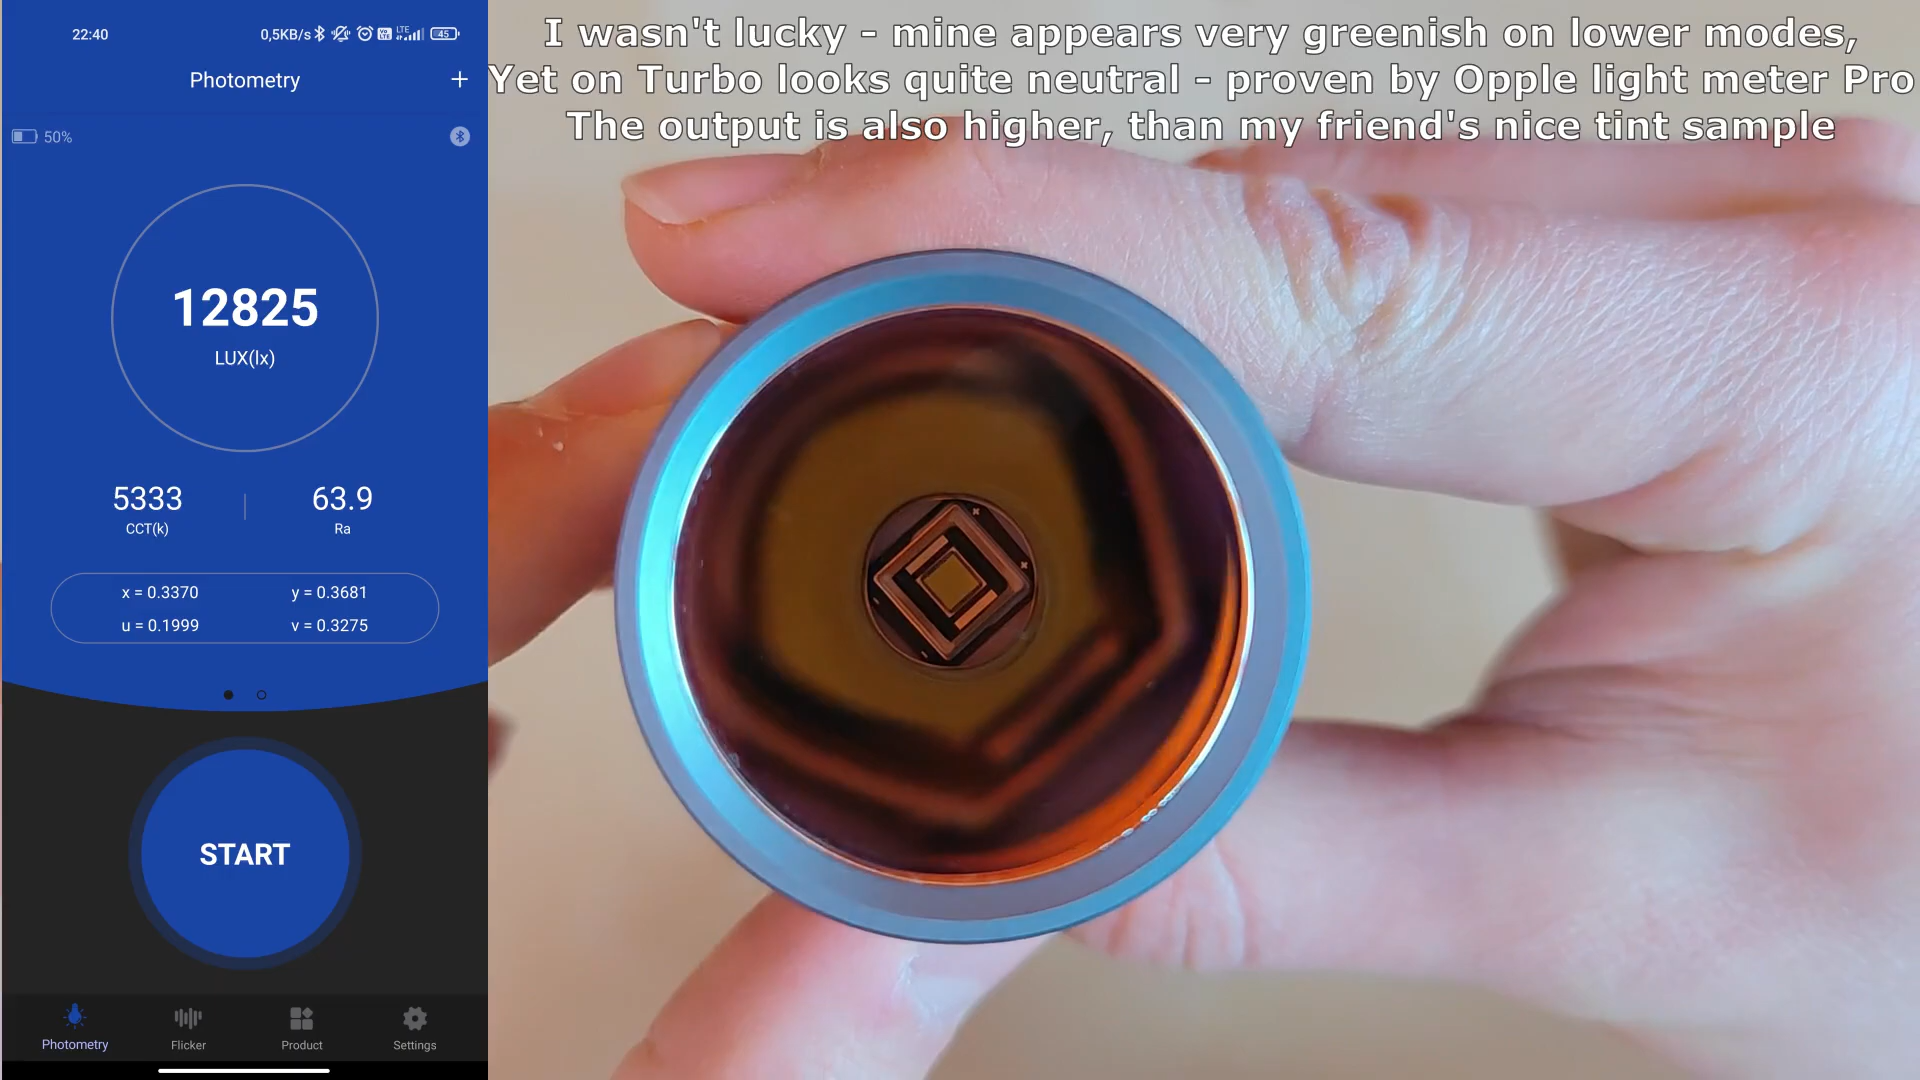 22:40
0,5KB/s
LTE
45
Photometry
+
50%
12825
LUX(lx)
5333
63.9
CCT(k)
Ra
x = 0.3370
y = 0.3681
u = 0.1999
v = 0.3275
START
Photometry
Flicker
Product
Settings
I wasn't lucky - mine appears very greenish on lower modes,
Yet on Turbo looks quite neutral - proven by Opple light meter Pro
The output is also higher, than my friend's nice tint sample